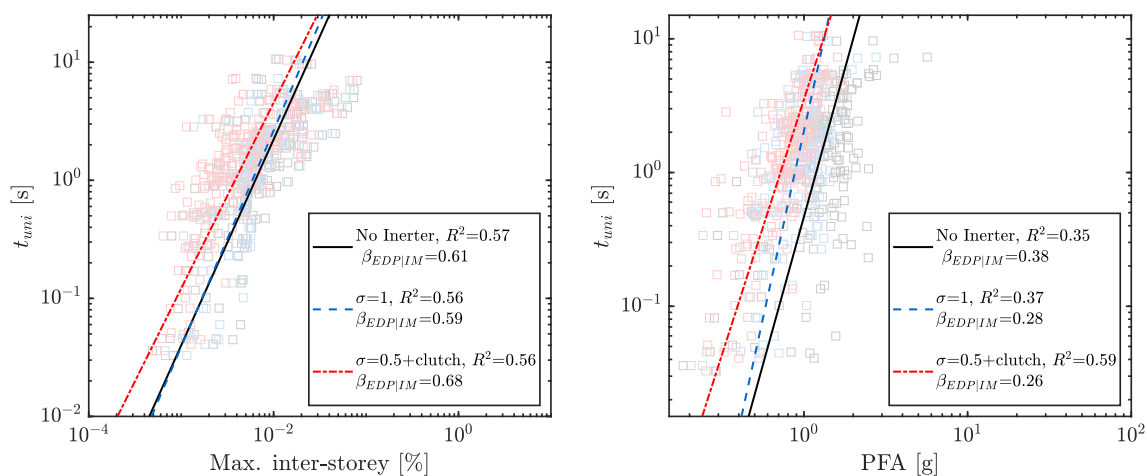 10^1
10^0
10^-1
10^-2
t_uni [s]
No Inerter, R^2=0.57
β_EDP|IM=0.61
σ=1, R^2=0.56
β_EDP|IM=0.59
σ=0.5+clutch, R^2=0.56
β_EDP|IM=0.68
10^-4
10^-2
10^0
Max. inter-storey [%]
10^1
10^0
10^-1
t_uni [s]
No Inerter, R^2=0.35
β_EDP|IM=0.38
σ=1, R^2=0.37
β_EDP|IM=0.28
σ=0.5+clutch, R^2=0.59
β_EDP|IM=0.26
10^0
10^1
10^2
PFA [g]